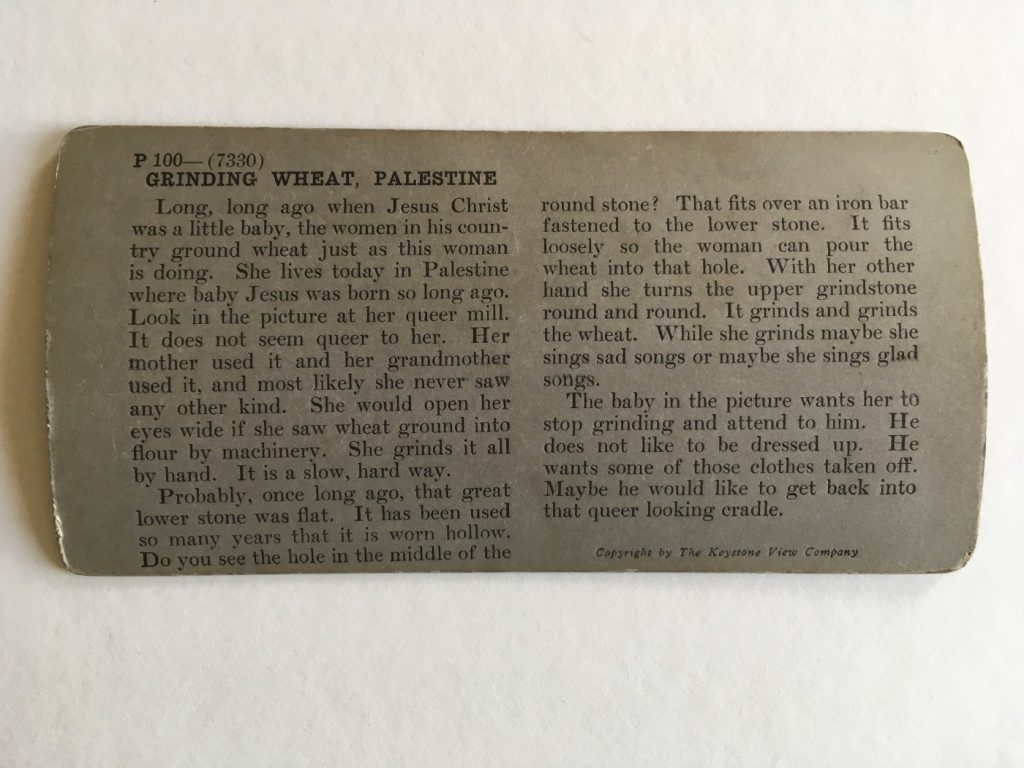 P 100—(7330)
GRINDING WHEAT, PALESTINE
Long, long ago when Jesus Christ
was a little baby, the women in his coun-
try ground wheat just as this woman
is doing. She lives today in Palestine
where baby Jesus was born so long ago.
Look in the picture at her queer mill.
It does not seem queer to her. Her
mother used it and her grandmother
used it, and most likely she never saw
any other kind. She would open her
eyes wide if she saw wheat ground into
flour by machinery. She grinds it all
by hand. It is a slow, hard way.
Probably, once long ago, that great
lower stone was flat. It has been used
so many years that it is worn hollow.
Do you see the hole in the middle of the
round stone? That fits over an iron bar
fastened to the lower stone. It fits
loosely so the woman can pour the
wheat into that hole. With her other
hand she turns the upper grindstone
round and round. It grinds and grinds
the wheat. While she grinds maybe she
sings sad songs or maybe she sings glad
songs.
The baby in the picture wants her to
stop grinding and attend to him. He
does not like to be dressed up. He
wants some of those clothes taken off.
Maybe he would like to get back into
that queer looking cradle.
Copyright by The Keystone View Company